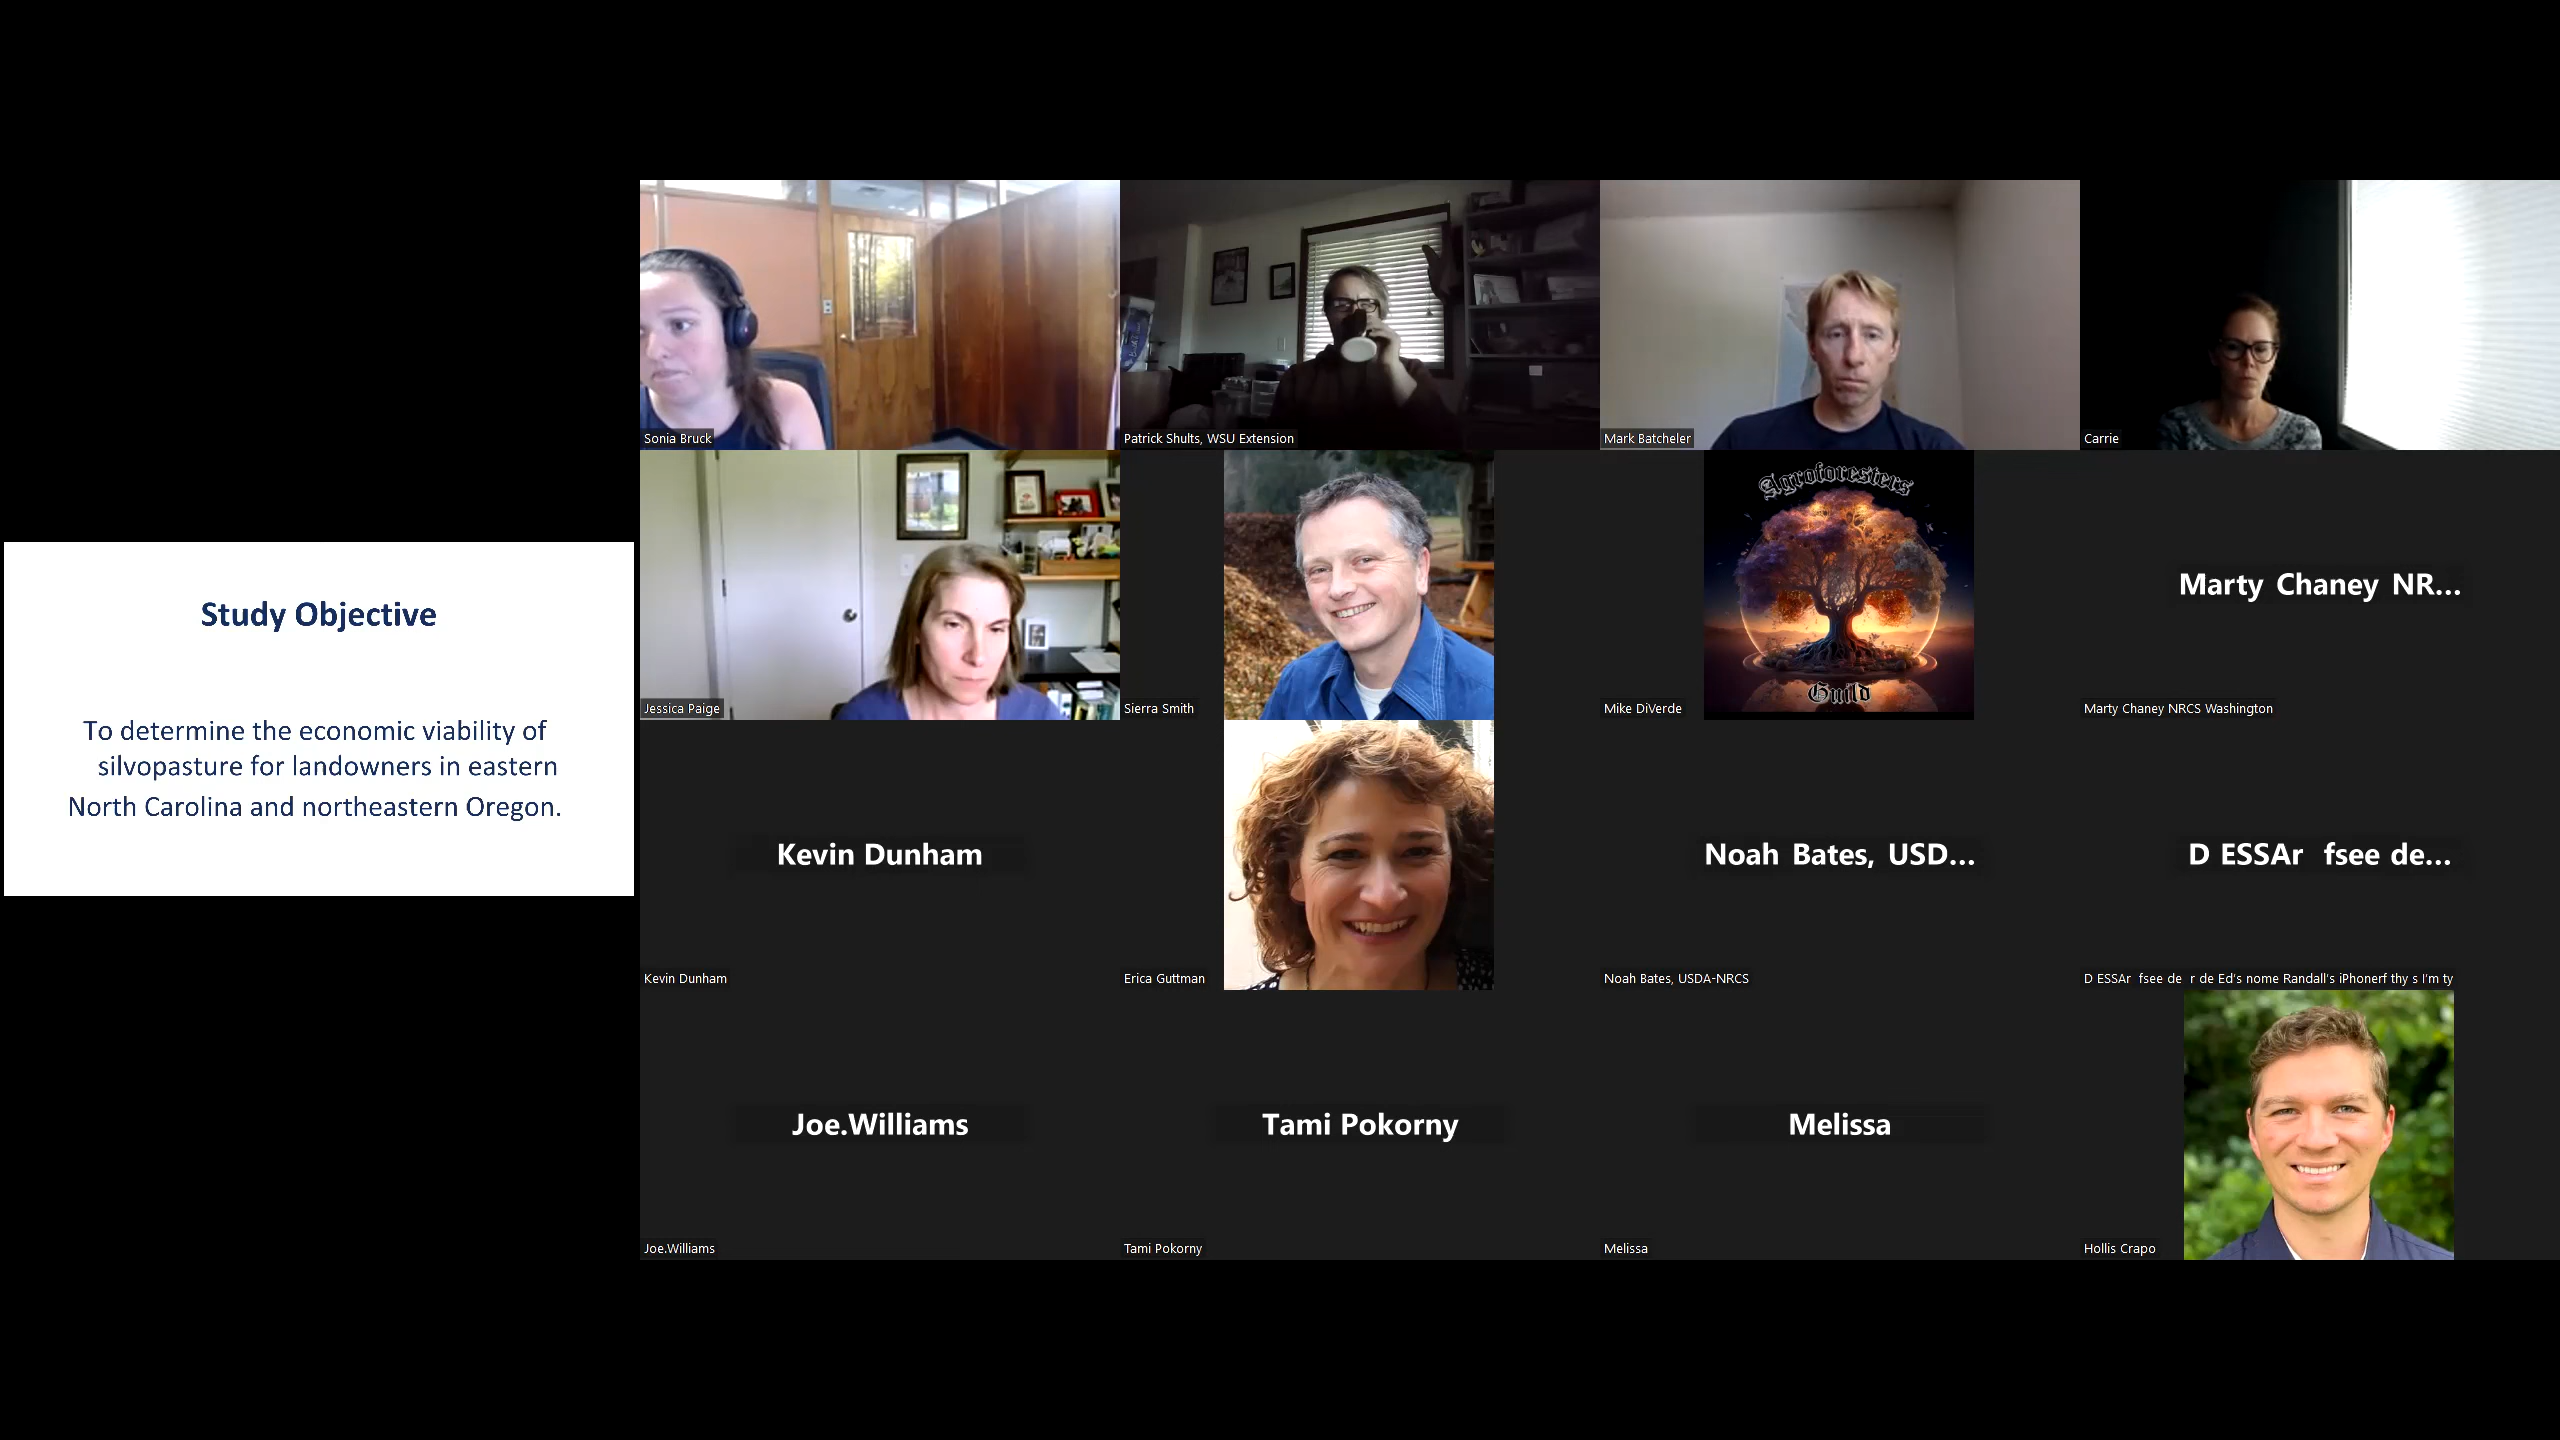 Study Objective
To determine the economic viability of
silvopasture for landowners in eastern
North Carolina and northeastern Oregon.
Sonia Bruck
Patrick Shults, WSU Extension
Mark Batcheler
Carrie
Jessica Paige
Sierra Smith
Agroforesters
Guild
Mike DiVerde
Marty Chaney NR...
Marty Chaney NRCS Washington
Kevin Dunham
Kevin Dunham
Erica Guttman
Noah Bates, USD...
Noah Bates, USDA-NRCS
D ESSAr fsee de...
D ESSAr fsee de r de Ed's nome Randall's iPhonerf thy s I'm ty
Joe.Williams
Joe.Williams
Tami Pokorny
Tami Pokorny
Melissa
Melissa
Hollis Crapo